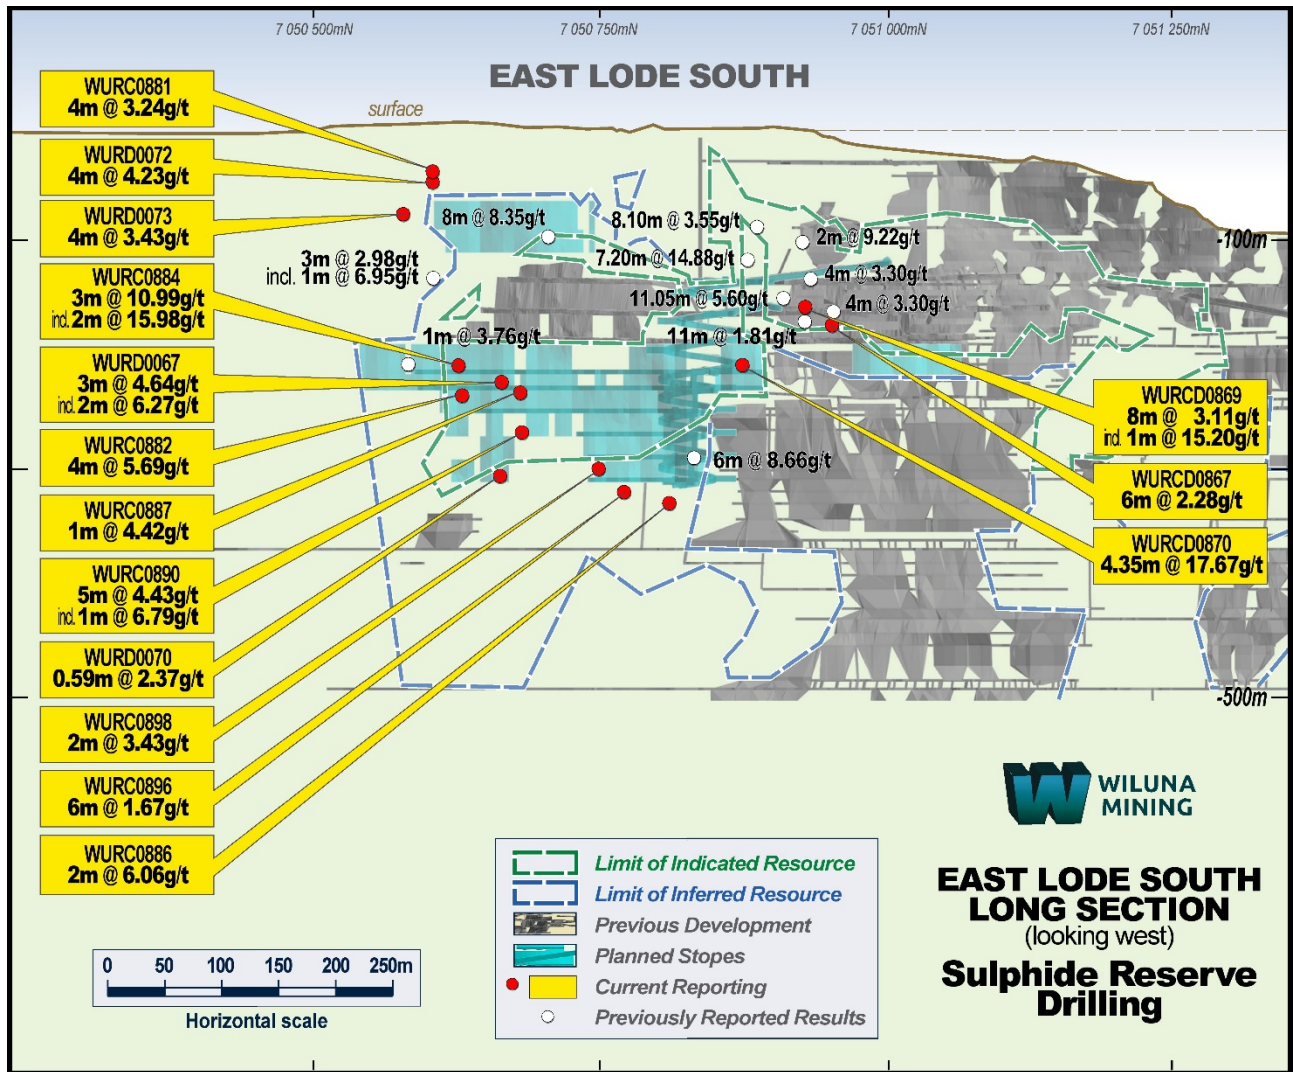 7 050 500mN
7 050 750mN
7 051 000mN
7 051 250mN
EAST LODE SOUTH
surface
WURC0881
4m @ 3.24g/t
WURD0072
4m @ 4.23g/t
WURD0073
4m @ 3.43g/t
WURC0884
3m @ 10.99g/t
incl. 2m @ 15.98g/t
WURD0067
3m @ 4.64g/t
incl. 2m @ 6.27g/t
WURC0882
4m @ 5.69g/t
WURC0887
1m @ 4.42g/t
WURC0890
5m @ 4.43g/t
incl. 1m @ 6.79g/t
WURD0070
0.59m @ 2.37g/t
WURC0898
2m @ 3.43g/t
WURC0896
6m @ 1.67g/t
WURC0886
2m @ 6.06g/t
8m @ 8.35g/t
3m @ 2.98g/t
incl. 1m @ 6.95g/t
1m @ 3.76g/t
8.10m @ 3.55g/t
7.20m @ 14.88g/t
11.05m @ 5.60g/t
11m @ 1.81g/t
2m @ 9.22g/t
4m @ 3.30g/t
4m @ 3.30g/t
6m @ 8.66g/t
-100m
-500m
WURCD0869
8m @ 3.11g/t
incl. 1m @ 15.20g/t
WURCD0867
6m @ 2.28g/t
WURCD0870
4.35m @ 17.67g/t
WILUNA
MINING
EAST LODE SOUTH
LONG SECTION
(looking west)
Sulphide Reserve
Drilling
Limit of Indicated Resource
Limit of Inferred Resource
Previous Development
Planned Stopes
Current Reporting
Previously Reported Results
0 50 100 150 200 250m
Horizontal scale